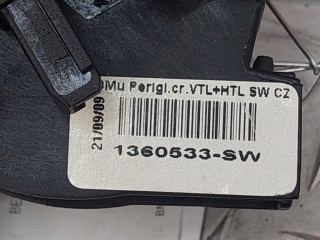 Mu Perigl.cr.VTL+HTL SW CZ
21/09/09
1360533-SW